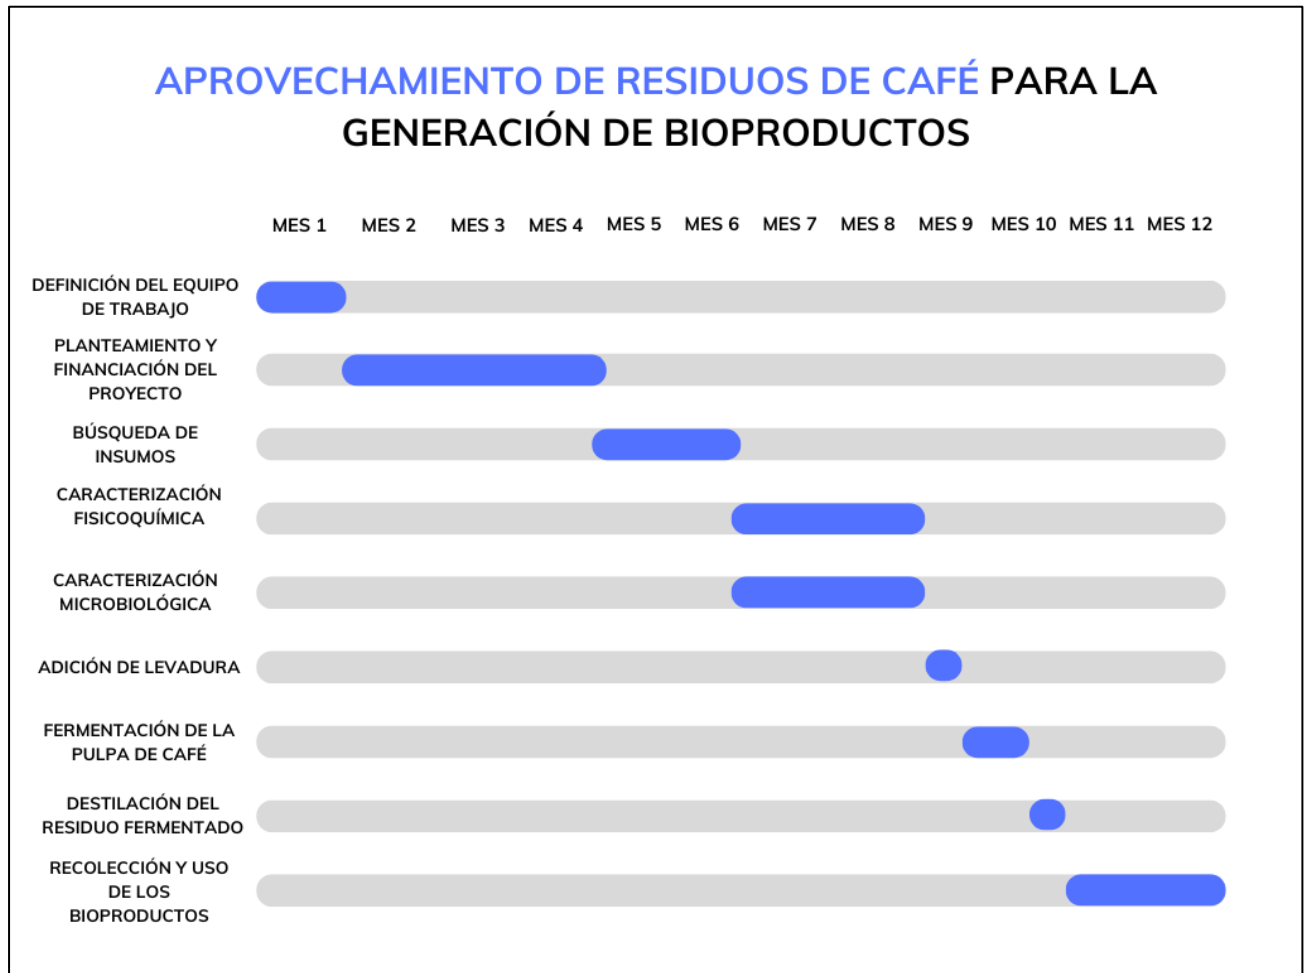 APROVECHAMIENTO DE RESIDUOS DE CAFÉ PARA LA
GENERACIÓN DE BIOPRODUCTOS
MES 1 MES 2 MES 3 MES 4 MES 5 MES 6 MES 7 MES 8 MES 9 MES 10 MES 11 MES 12
DEFINICIÓN DEL EQUIPO
DE TRABAJO
PLANTEAMIENTO Y
FINANCIACIÓN DEL
PROYECTO
BÚSQUEDA DE
INSUMOS
CARACTERIZACIÓN
FISICOQUÍMICA
CARACTERIZACIÓN
MICROBIOLÓGICA
ADICIÓN DE LEVADURA
FERMENTACIÓN DE LA
PULPA DE CAFÉ
DESTILACIÓN DEL
RESIDUO FERMENTADO
RECOLECCIÓN Y USO
DE LOS
BIOPRODUCTOS